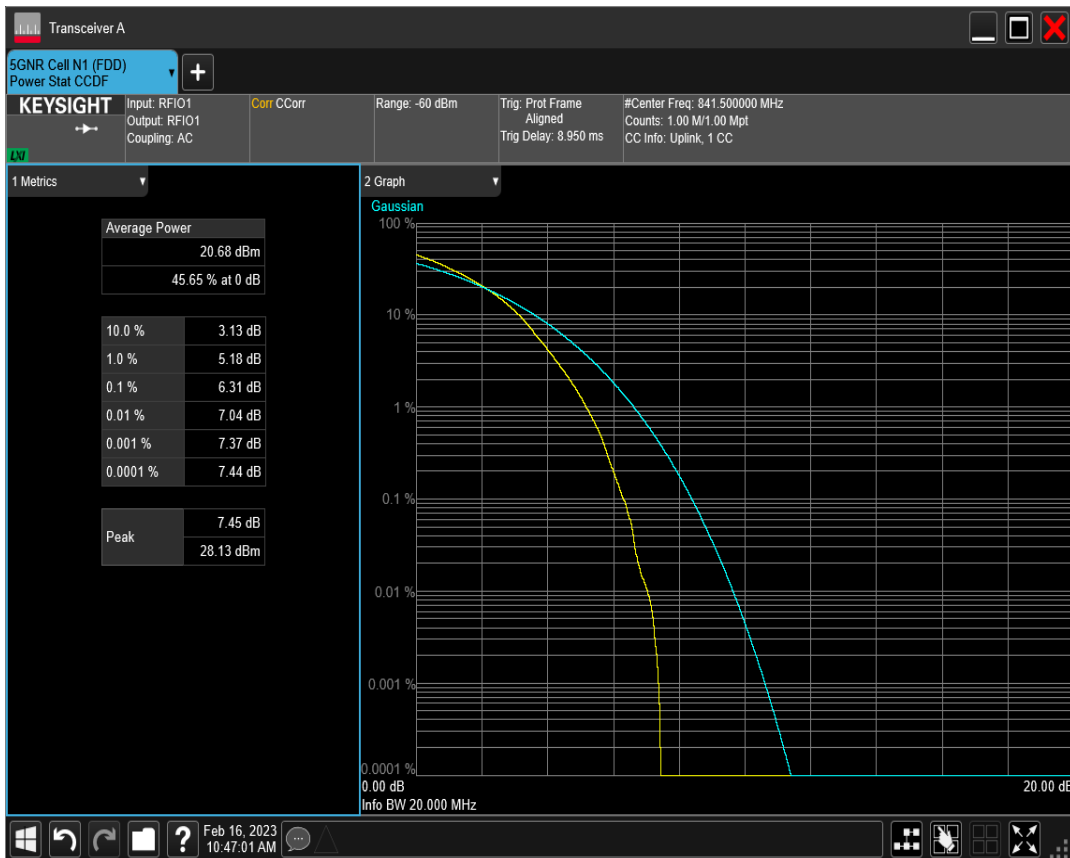 Transceiver A
5GNR Cell N1 (FDD)
Power Stat CCDF
+
KEYSIGHT
LXI
Input: RFIO1
Output: RFIO1
Coupling: AC
Corr CCorr
Range: -60 dBm
Trig: Prot Frame
Aligned
Trig Delay: 8.950 ms
#Center Freq: 841.500000 MHz
Counts: 1.00 M/1.00 Mpt
CC Info: Uplink, 1 CC
1 Metrics
Average Power
20.68 dBm
45.65 % at 0 dB
10.0 % 3.13 dB
1.0 % 5.18 dB
0.1 % 6.31 dB
0.01 % 7.04 dB
0.001 % 7.37 dB
0.0001 % 7.44 dB
Peak
7.45 dB
28.13 dBm
2 Graph
Gaussian
100 %
10 %
1 %
0.1 %
0.01 %
0.001 %
0.0001 %
0.00 dB 20.00 dB
Info BW 20.000 MHz
?
Feb 16, 2023
10:47:01 AM